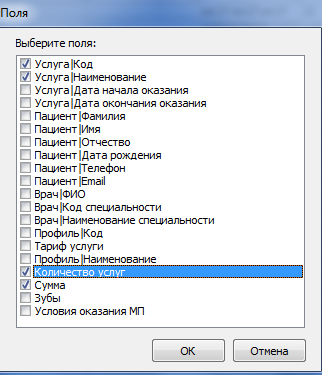 Поля
Выберите поля:
Услуга|Код
Услуга|Наименование
Услуга|Дата начала оказания
Услуга|Дата окончания оказания
Пациент|Фамилия
Пациент|Имя
Пациент|Отчество
Пациент|Дата рождения
Пациент|Телефон
Пациент|Email
Врач|ФИО
Врач|Код специальности
Врач|Наименование специальности
Профиль|Код
Тариф услуги
Профиль|Наименование
Количество услуг
Сумма
Зубы
Условия оказания МП
ОК Отмена